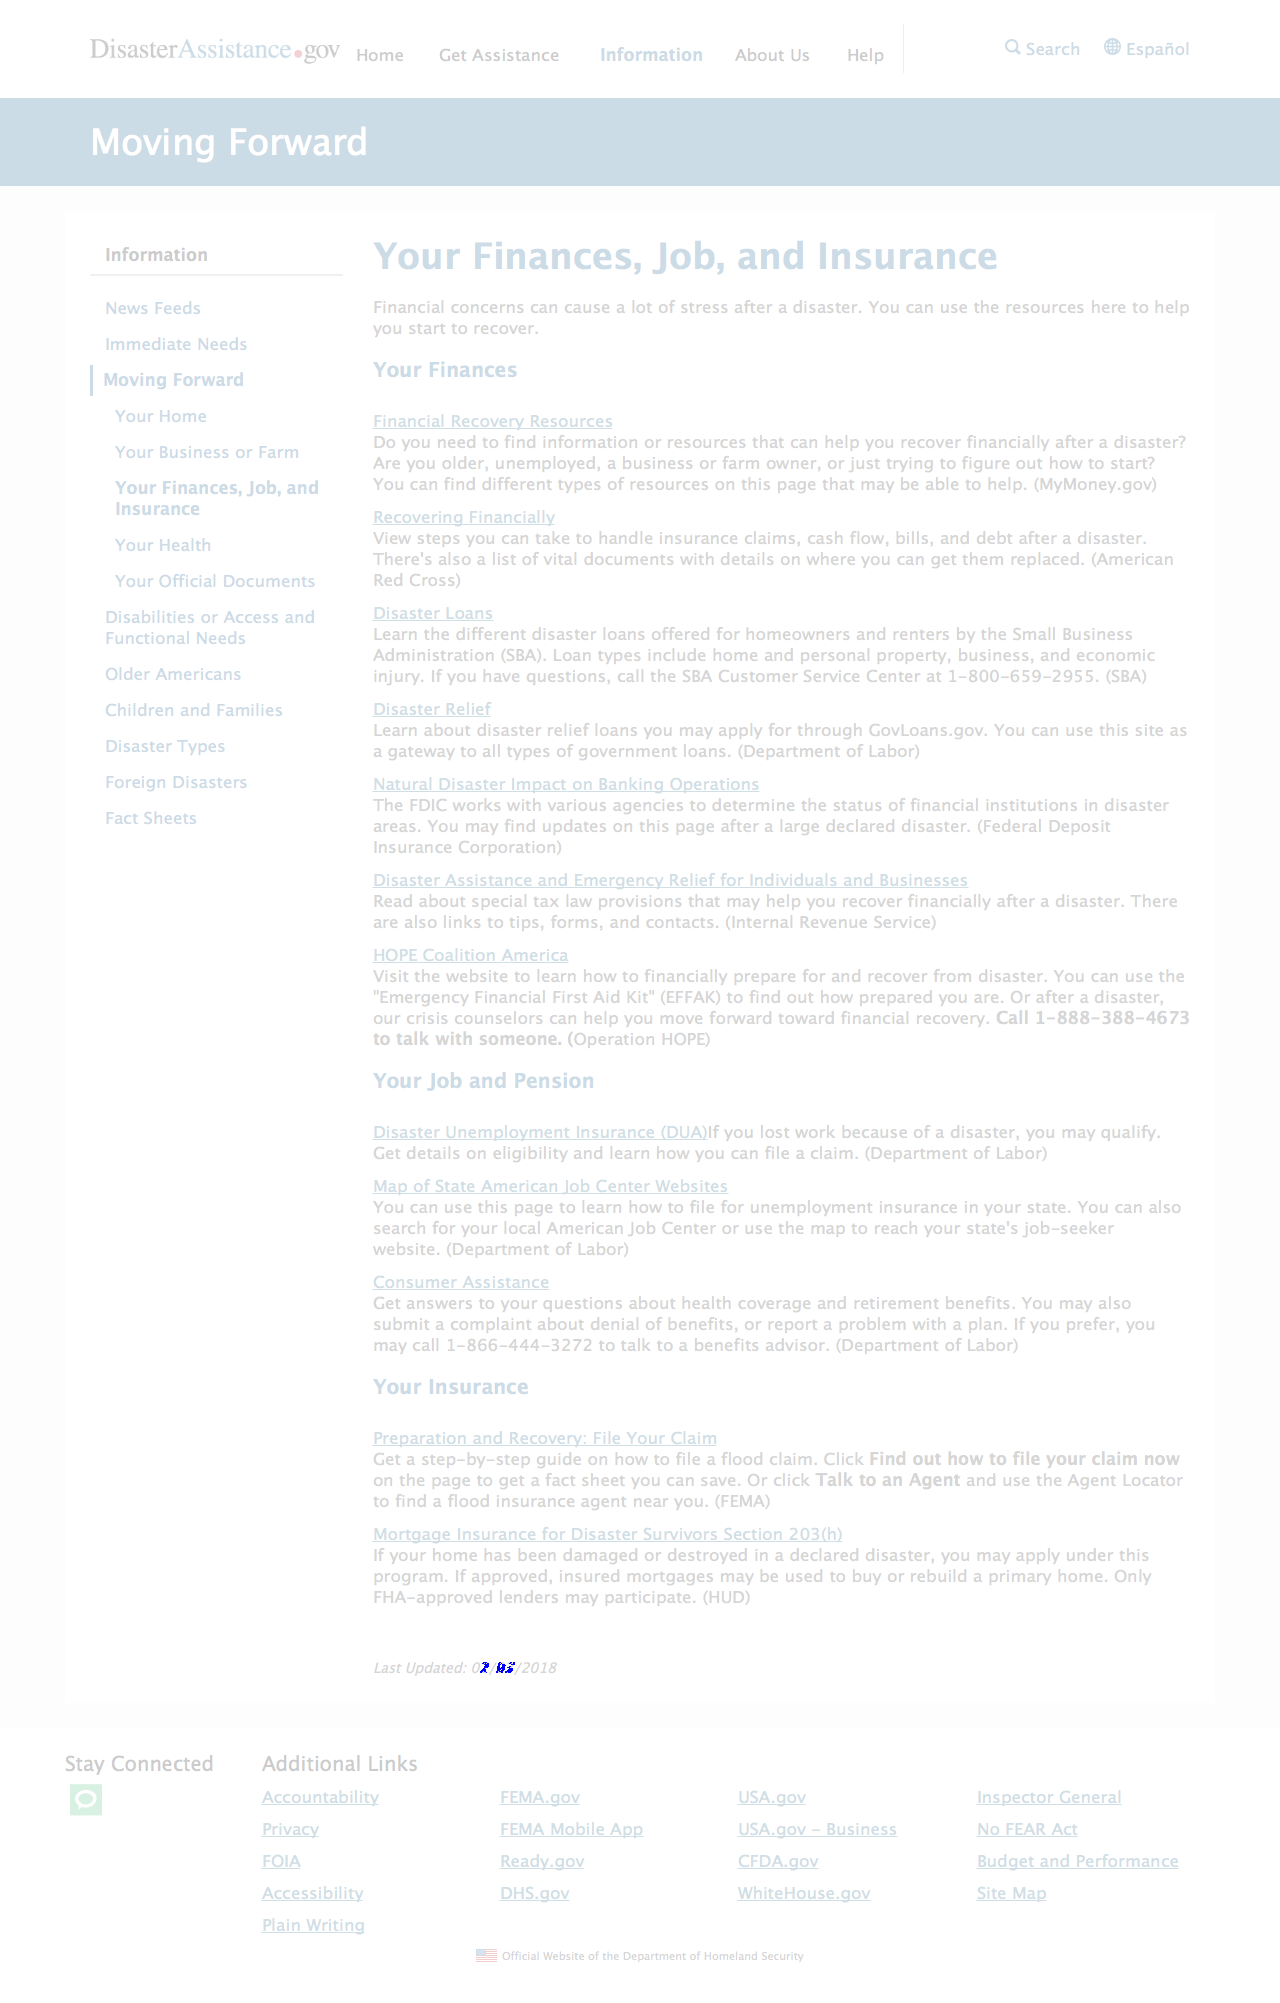 DisasterAssistance.gov Home Get Assistance Information About Us Help Search Español
Moving Forward
Information
News Feeds
Immediate Needs
Moving Forward
Your Home
Your Business or Farm
Your Finances, Job, and
Insurance
Your Health
Your Official Documents
Disabilities or Access and
Functional Needs
Older Americans
Children and Families
Disaster Types
Foreign Disasters
Fact Sheets
Your Finances, Job, and Insurance
Financial concerns can cause a lot of stress after a disaster. You can use the resources here to help
you start to recover.
Your Finances
Financial Recovery Resources
Do you need to find information or resources that can help you recover financially after a disaster?
Are you older, unemployed, a business or farm owner, or just trying to figure out how to start?
You can find different types of resources on this page that may be able to help. (MyMoney.gov)
Recovering Financially
View steps you can take to handle insurance claims, cash flow, bills, and debt after a disaster.
There's also a list of vital documents with details on where you can get them replaced. (American
Red Cross)
Disaster Loans
Learn the different disaster loans offered for homeowners and renters by the Small Business
Administration (SBA). Loan types include home and personal property, business, and economic
injury. If you have questions, call the SBA Customer Service Center at 1-800-659-2955. (SBA)
Disaster Relief
Learn about disaster relief loans you may apply for through GovLoans.gov. You can use this site as
a gateway to all types of government loans. (Department of Labor)
Natural Disaster Impact on Banking Operations
The FDIC works with various agencies to determine the status of financial institutions in disaster
areas. You may find updates on this page after a large declared disaster. (Federal Deposit
Insurance Corporation)
Disaster Assistance and Emergency Relief for Individuals and Businesses
Read about special tax law provisions that may help you recover financially after a disaster. There
are also links to tips, forms, and contacts. (Internal Revenue Service)
HOPE Coalition America
Visit the website to learn how to financially prepare for and recover from disaster. You can use the
"Emergency Financial First Aid Kit" (EFFAK) to find out how prepared you are. Or after a disaster,
our crisis counselors can help you move forward toward financial recovery. Call 1-888-388-4673
to talk with someone. (Operation HOPE)
Your Job and Pension
Disaster Unemployment Insurance (DUA)If you lost work because of a disaster, you may qualify.
Get details on eligibility and learn how you can file a claim. (Department of Labor)
Map of State American Job Center Websites
You can use this page to learn how to file for unemployment insurance in your state. You can also
search for your local American Job Center or use the map to reach your state's job-seeker
website. (Department of Labor)
Consumer Assistance
Get answers to your questions about health coverage and retirement benefits. You may also
submit a complaint about denial of benefits, or report a problem with a plan. If you prefer, you
may call 1-866-444-3272 to talk to a benefits advisor. (Department of Labor)
Your Insurance
Preparation and Recovery: File Your Claim
Get a step-by-step guide on how to file a flood claim. Click Find out how to file your claim now
on the page to get a fact sheet you can save. Or click Talk to an Agent and use the Agent Locator
to find a flood insurance agent near you. (FEMA)
Mortgage Insurance for Disaster Survivors Section 203(h)
If your home has been damaged or destroyed in a declared disaster, you may apply under this
program. If approved, insured mortgages may be used to buy or rebuild a primary home. Only
FHA-approved lenders may participate. (HUD)
Last Updated:
Stay Connected
Additional Links
Accountability FEMA.gov USA.gov Inspector General
Privacy FEMA Mobile App USA.gov - Business No FEAR Act
FOIA Ready.gov CFDA.gov Budget and Performance
Accessibility DHS.gov WhiteHouse.gov Site Map
Plain Writing
Official Website of the Department of Homeland Security